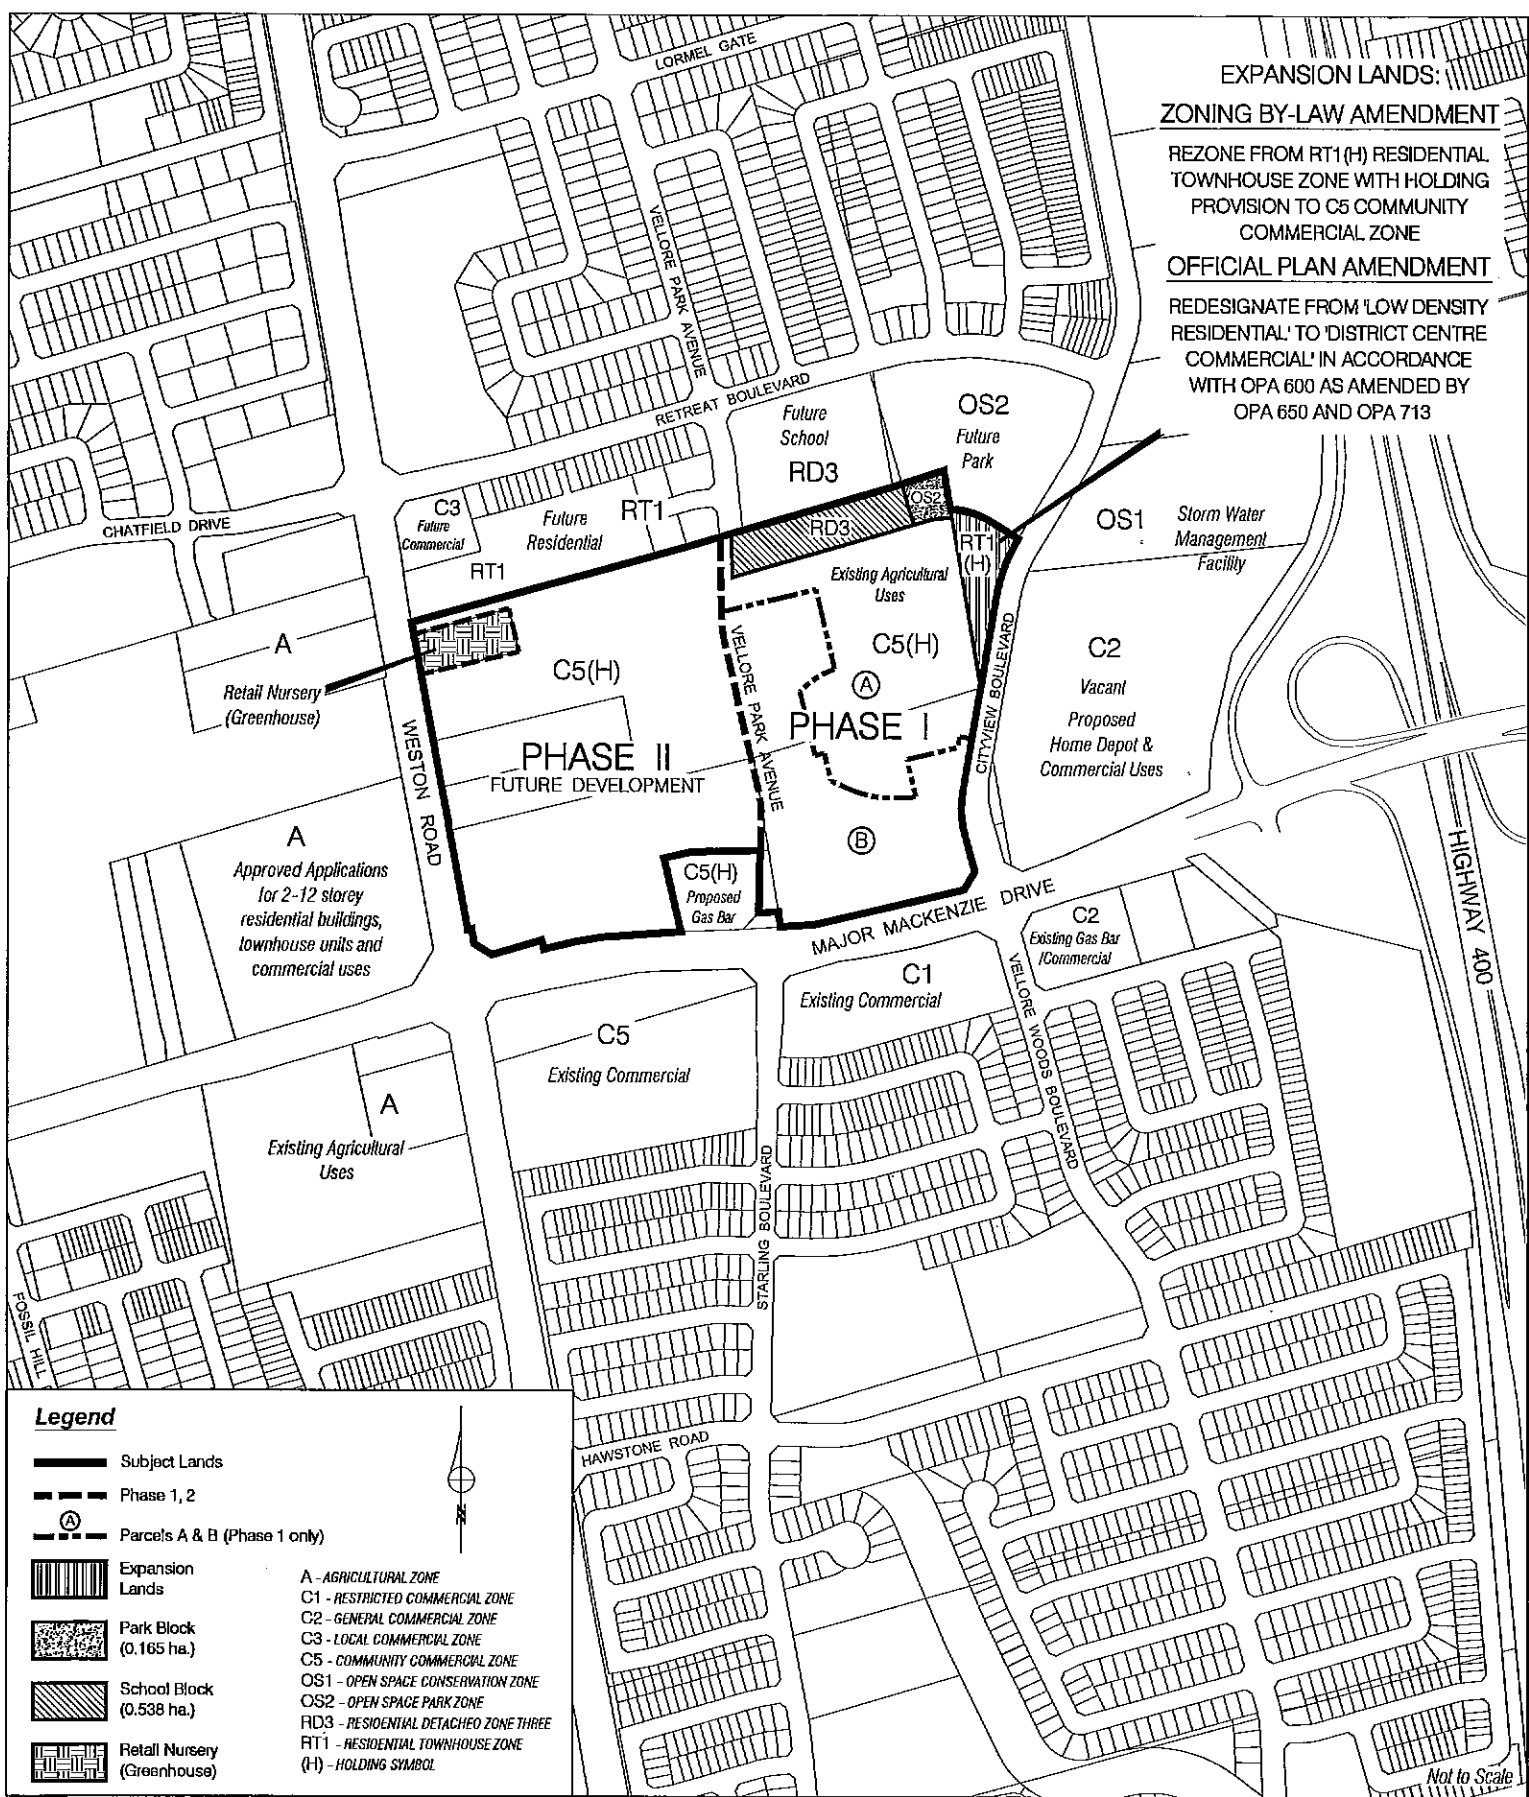 LORMEL GATE
EXPANSION LANDS:
ZONING BY-LAW AMENDMENT
REZONE FROM RT1(H) RESIDENTIAL
TOWNHOUSE ZONE WITH HOLDING
PROVISION TO C5 COMMUNITY
COMMERCIAL ZONE
OFFICIAL PLAN AMENDMENT
REDESIGNATE FROM 'LOW DENSITY
RESIDENTIAL' TO 'DISTRICT CENTRE
COMMERCIAL' IN ACCORDANCE
WITH OPA 600 AS AMENDED BY
OPA 650 AND OPA 713
VELLORE PARK AVENUE
RETREAT BOULEVARD
Future
School
RD3
OS2
Future
Park
CHATFIELD DRIVE
C3
Future
Commercial
RT1
Future
Residential
RT1
RD3
OS2
RT1
(H)
OS1
Storm Water
Management
Facility
Existing Agricultural
Uses
A
Retail Nursery
(Greenhouse)
C5(H)
C5(H)
A
PHASE I
B
VELLORE PARK AVENUE
CITYVIEW BOULEVARD
C2
Vacant
Proposed
Home Depot &
Commercial Uses
WESTON ROAD
PHASE II
FUTURE DEVELOPMENT
A
Approved Applications
for 2-12 storey
residential buildings,
townhouse units and
commercial uses
C5(H)
Proposed
Gas Bar
MAJOR MACKENZIE DRIVE
HIGHWAY 400
C2
Existing Gas Bar
/Commercial
C1
Existing Commercial
VELLORE WOODS BOULEVARD
C5
Existing Commercial
A
Existing Agricultural
Uses
STARLING BOULEVARD
FOSSIL HILL
HAWSTONE ROAD
Legend
Subject Lands
Phase 1, 2
A
Parcels A & B (Phase 1 only)
Expansion
Lands
Park Block
(0.165 ha.)
School Block
(0.538 ha.)
Retail Nursery
(Greenhouse)
N
A - AGRICULTURAL ZONE
C1 - RESTRICTED COMMERCIAL ZONE
C2 - GENERAL COMMERCIAL ZONE
C3 - LOCAL COMMERCIAL ZONE
C5 - COMMUNITY COMMERCIAL ZONE
OS1 - OPEN SPACE CONSERVATION ZONE
OS2 - OPEN SPACE PARK ZONE
RD3 - RESIDENTIAL DETACHED ZONE THREE
RT1 - RESIDENTIAL TOWNHOUSE ZONE
(H) - HOLDING SYMBOL
Not to Scale